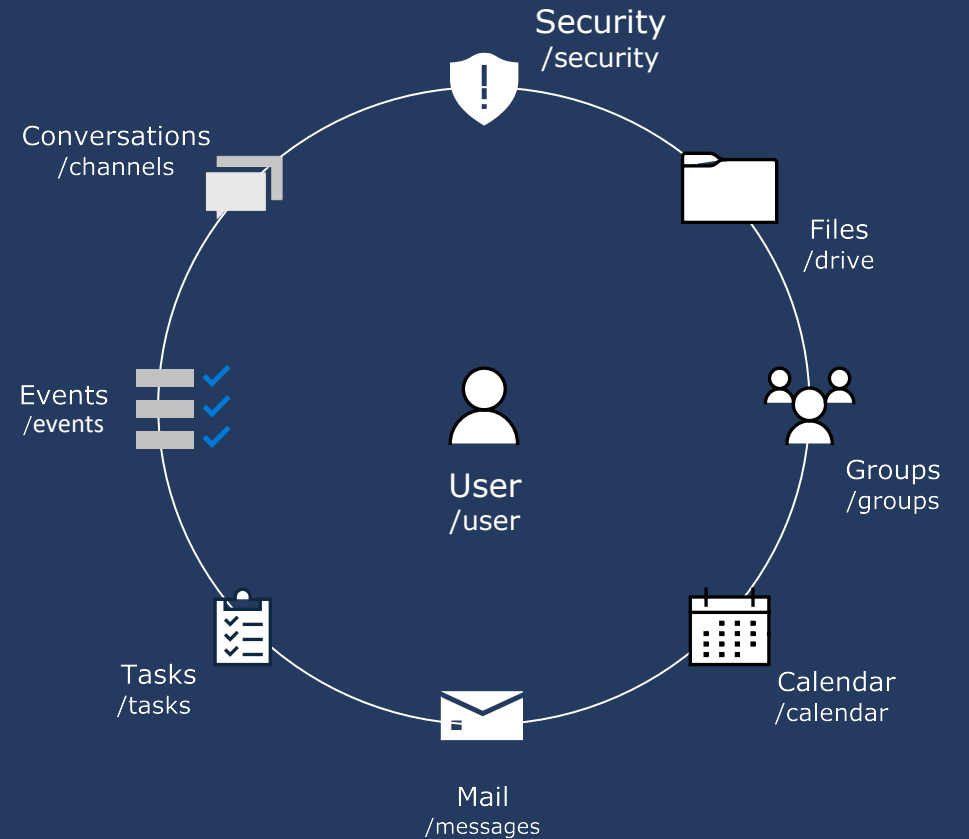 Security
/security
Conversations
/channels
Files
/drive
Events
/events
User
/user
Groups
/groups
Tasks
/tasks
Calendar
/calendar
Mail
/messages